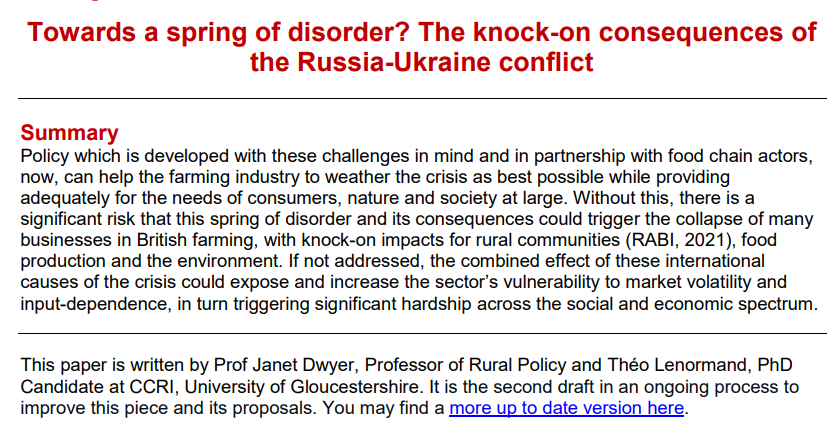 Towards a spring of disorder? The knock-on consequences of
the Russia-Ukraine conflict
Summary
Policy which is developed with these challenges in mind and in partnership with food chain actors,
now, can help the farming industry to weather the crisis as best possible while providing
adequately for the needs of consumers, nature and society at large. Without this, there is a
significant risk that this spring of disorder and its consequences could trigger the collapse of many
businesses in British farming, with knock-on impacts for rural communities (RABI, 2021), food
production and the environment. If not addressed, the combined effect of these international
causes of the crisis could expose and increase the sector’s vulnerability to market volatility and
input-dependence, in turn triggering significant hardship across the social and economic spectrum.
This paper is written by Prof Janet Dwyer, Professor of Rural Policy and Théo Lenormand, PhD
Candidate at CCRI, University of Gloucestershire. It is the second draft in an ongoing process to
improve this piece and its proposals. You may find a more up to date version here.